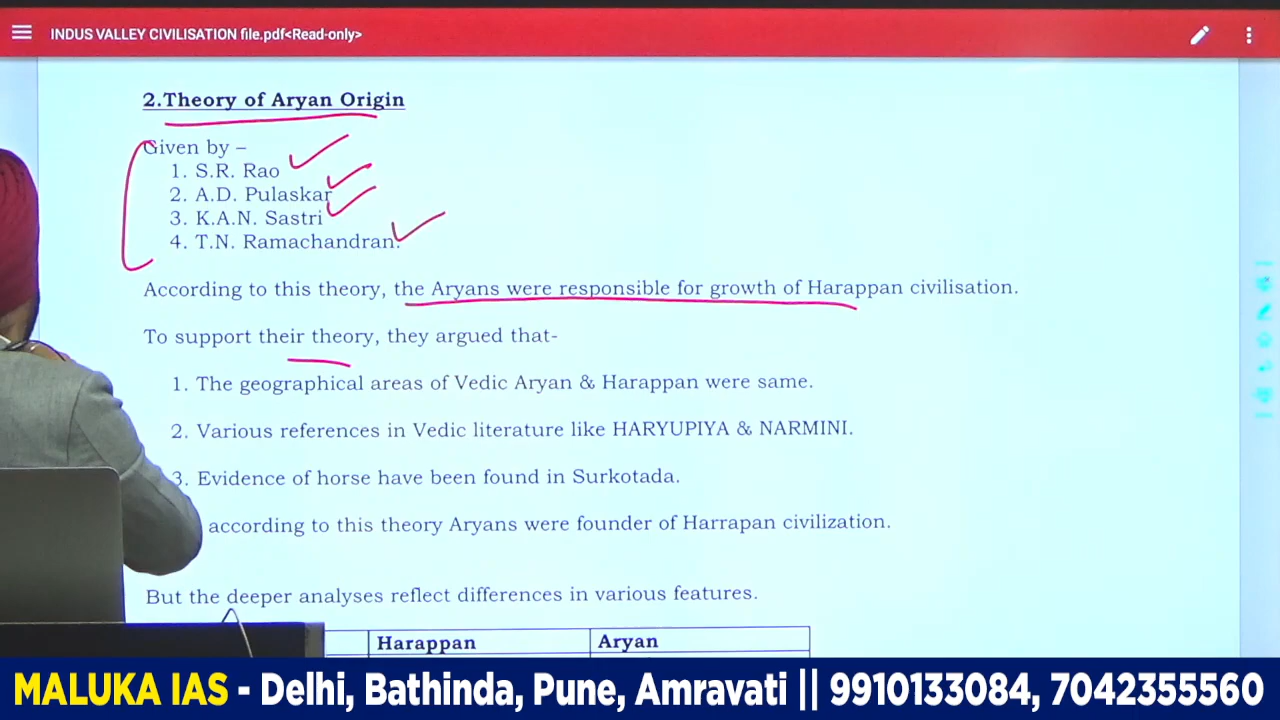 INDUS VALLEY CIVILISATION file.pdf<Read-only>
2.Theory of Aryan Origin
Given by –
1. S.R. Rao
2. A.D. Pulaskar
3. K.A.N. Sastri
4. T.N. Ramachandran.
According to this theory, the Aryans were responsible for growth of Harappan civilisation.
To support their theory, they argued that-
1. The geographical areas of Vedic Aryan & Harappan were same.
2. Various references in Vedic literature like HARYUPIYA & NARMINI.
3. Evidence of horse have been found in Surkotada.
according to this theory Aryans were founder of Harrapan civilization.
But the deeper analyses reflect differences in various features.
Harappan Aryan
MALUKA IAS - Delhi, Bathinda, Pune, Amravati || 9910133084, 7042355560